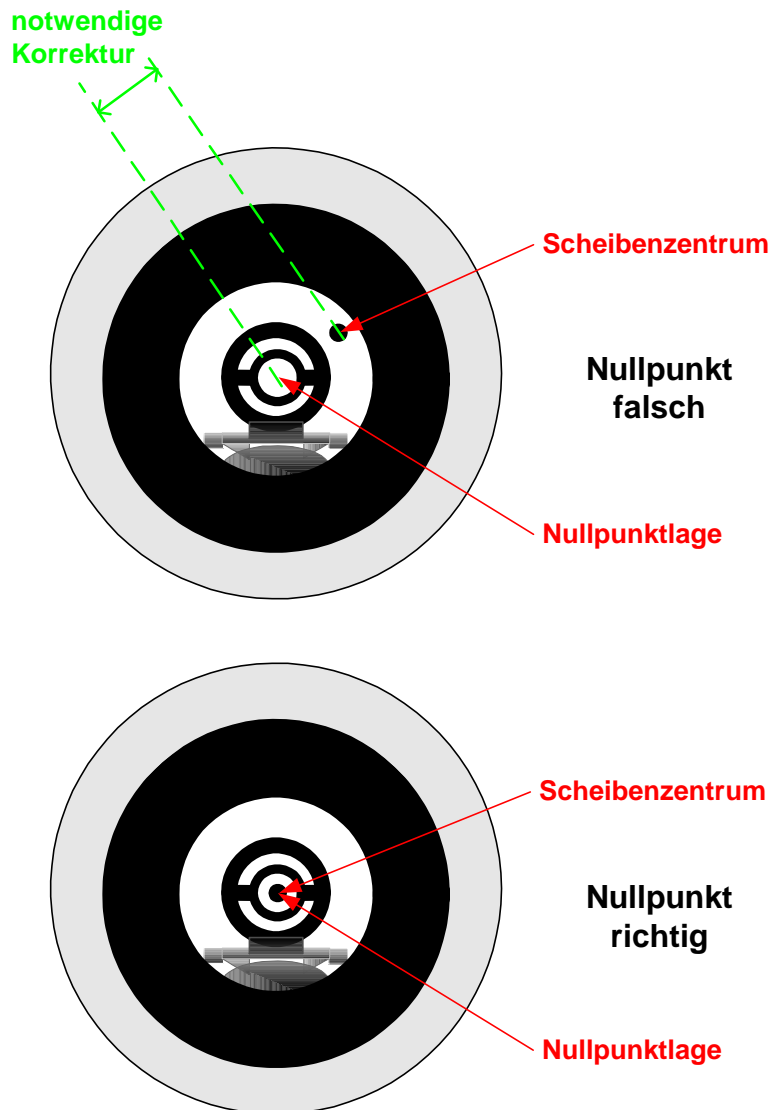 notwendige
Korrektur
Scheibenzentrum
Nullpunkt
falsch
Nullpunktlage
Scheibenzentrum
Nullpunkt
richtig
Nullpunktlage